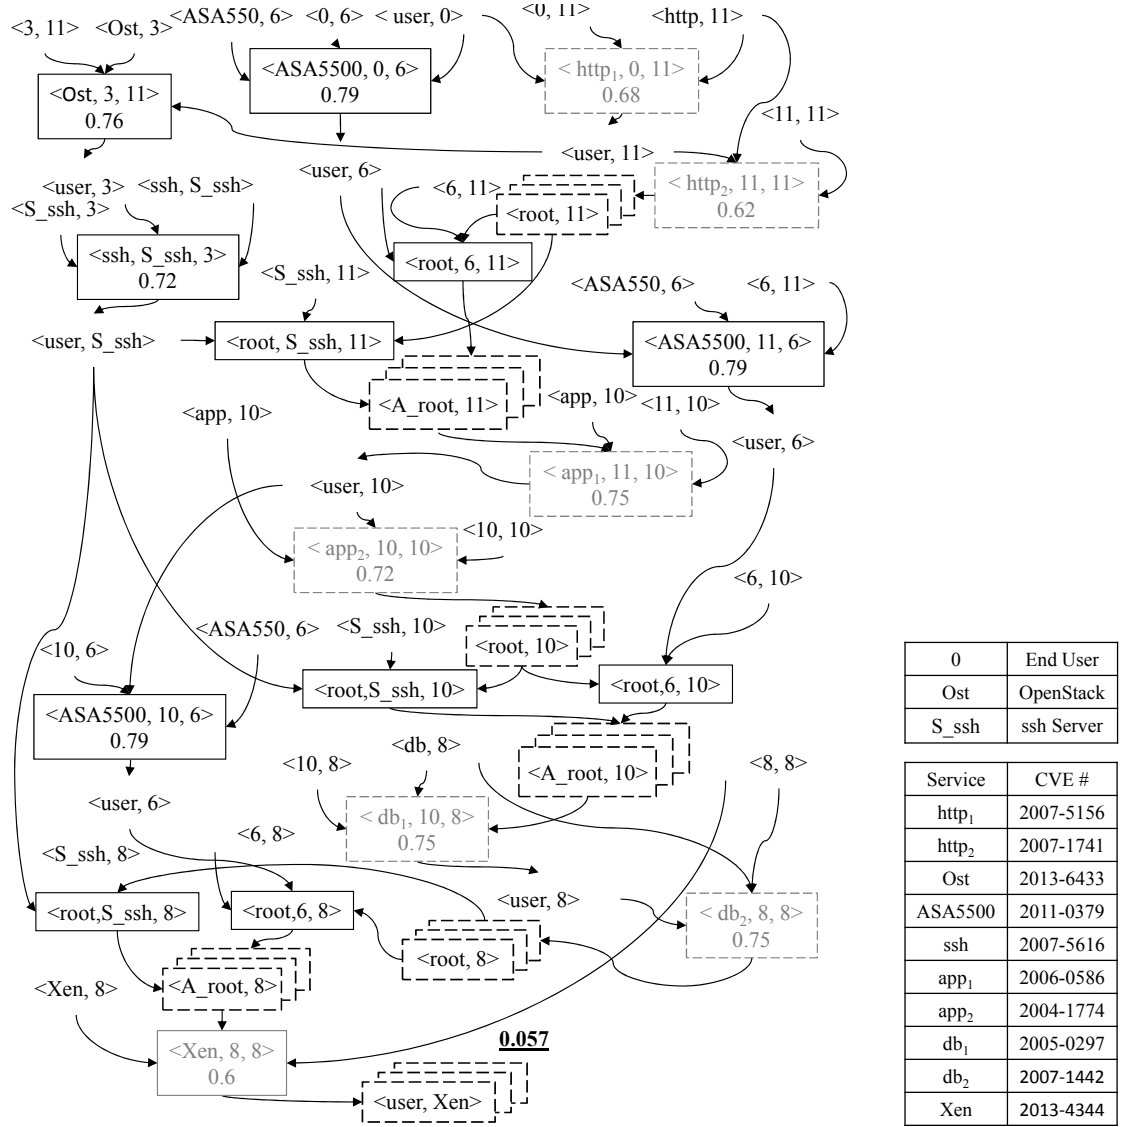 <ASA550, 6> <0, 6> < user, 0> <0, 11> <http, 11>
<3, 11> <Ost, 3>
<ASA5500, 0, 6>
0.79
< http1, 0, 11>
0.68
<Ost, 3, 11>
0.76
<11, 11>
<user, 11>
<user, 6>
<user, 3> <ssh, S_ssh>
<6, 11>
< http2, 11, 11>
0.62
<S_ssh, 3>
<root, 11>
<ssh, S_ssh, 3>
0.72
<root, 6, 11>
<S_ssh, 11>
<ASA550, 6> <6, 11>
<user, S_ssh>
<root, S_ssh, 11>
<ASA5500, 11, 6>
0.79
<A_root, 11>
<app, 10>
<app, 10>
<11, 10>
<user, 6>
< app1, 11, 10>
0.75
<user, 10>
<10, 10>
< app2, 10, 10>
0.72
<6, 10>
<ASA550, 6>
<S_ssh, 10>
<root, 10>
<10, 6>
<root,S_ssh, 10>
<root,6, 10>
<ASA5500, 10, 6>
0.79
<db, 8>
<10, 8>
<A_root, 10>
<8, 8>
<user, 6>
< db1, 10, 8>
0.75
<6, 8>
<S_ssh, 8>
<user, 8>
<root,S_ssh, 8>
<root,6, 8>
< db2, 8, 8>
0.75
<root, 8>
<Xen, 8>
<A_root, 8>
<Xen, 8, 8>
0.6
0.057
<user, Xen>
0 End User
Ost OpenStack
S_ssh ssh Server
Service CVE #
http1 2007-5156
http2 2007-1741
Ost 2013-6433
ASA5500 2011-0379
ssh 2007-5616
app1 2006-0586
app2 2004-1774
db1 2005-0297
db2 2007-1442
Xen 2013-4344